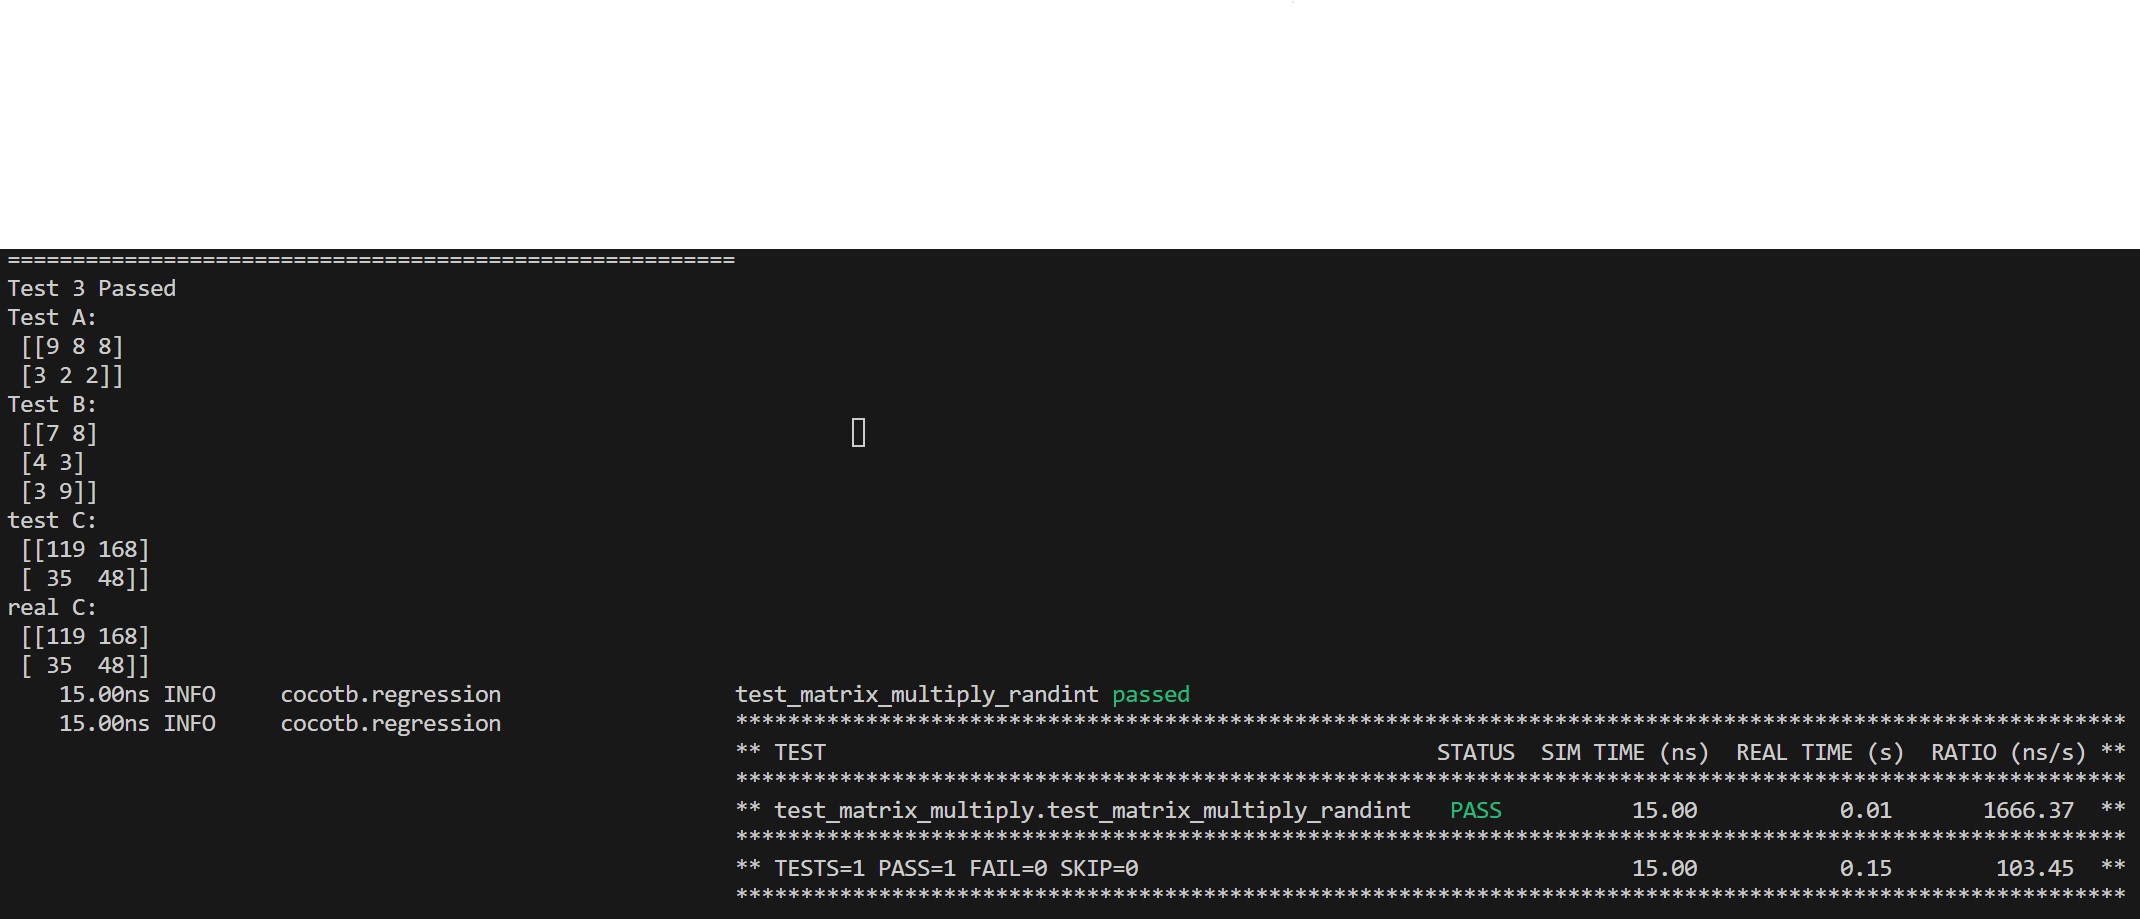 ========================================================
Test 3 Passed
Test A:
 [[9 8 8]
 [3 2 2]]
Test B:
 [[7 8]
 [4 3]
 [3 9]]
test C:
 [[119 168]
 [ 35  48]]
real C:
 [[119 168]
 [ 35  48]]
    15.00ns INFO     cocotb.regression                  test_matrix_multiply_randint passed
    15.00ns INFO     cocotb.regression                  ***********************************************************************************************************
                                                        ** TEST                                               STATUS  SIM TIME (ns)  REAL TIME (s)  RATIO (ns/s) **
                                                        ***********************************************************************************************************
                                                        ** test_matrix_multiply.test_matrix_multiply_randint   PASS          15.00           0.01       1666.37  **
                                                        ***********************************************************************************************************
                                                        ** TESTS=1 PASS=1 FAIL=0 SKIP=0                                      15.00           0.15        103.45  **
                                                        ***********************************************************************************************************